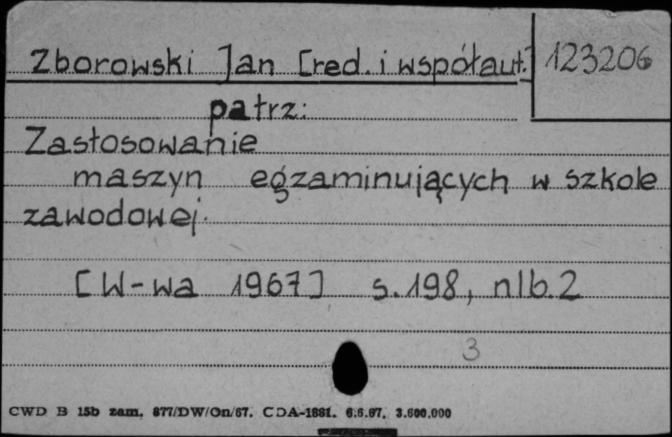 Zborowski Jan [red. i współaut.] 123206
patrz:
Zastosowanie
maszyn egzaminujących w szkole
zawodowej.
[W-wa 1967] s.198, nlb.2
3
CWD B 15b zam. 877/DW/On/67. CDA-1881. 6.6.67. 3.600.000